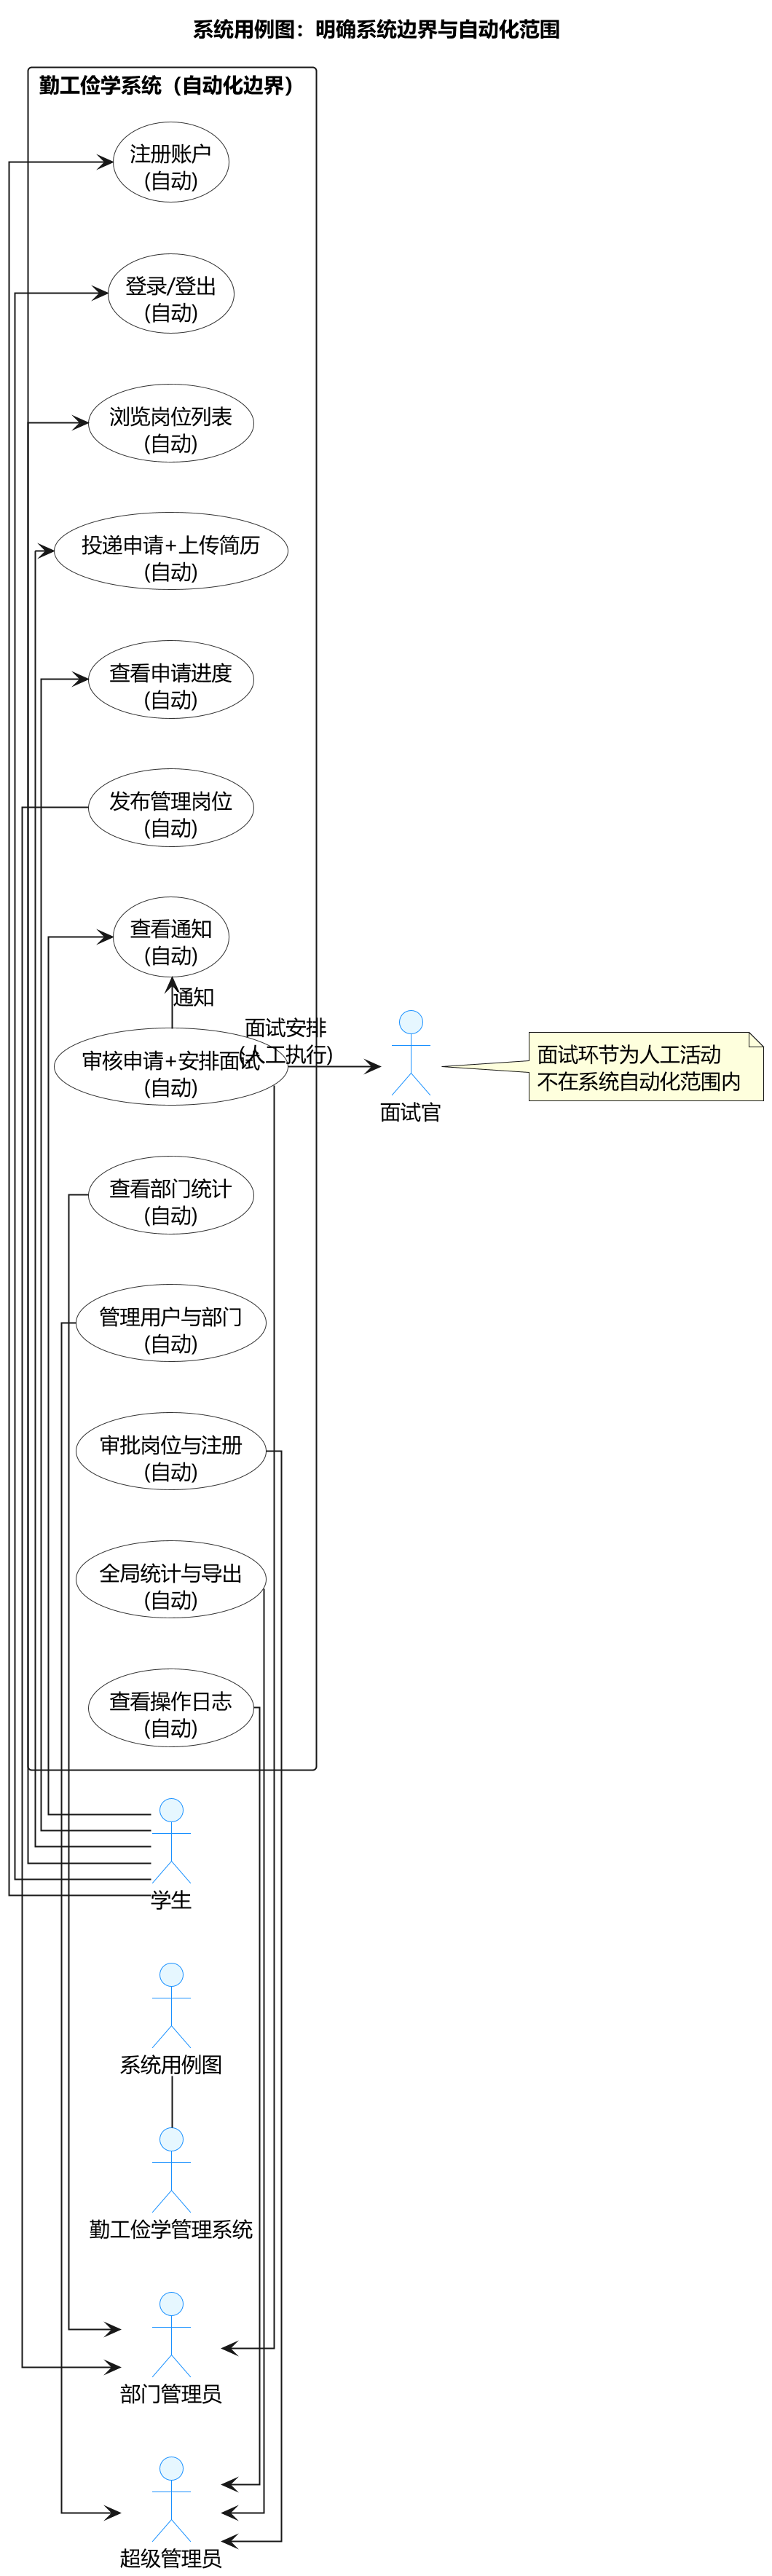 系统用例图：明确系统边界与自动化范围
勤工俭学系统（自动化边界）
注册账户
(自动)
登录/登出
(自动)
浏览岗位列表
(自动)
投递申请+上传简历
(自动)
查看申请进度
(自动)
发布管理岗位
(自动)
查看通知
(自动)
通知
面试安排
(人工执行)
审核申请+安排面试
(自动)
面试官
面试环节为人工活动
不在系统自动化范围内
查看部门统计
(自动)
管理用户与部门
(自动)
审批岗位与注册
(自动)
全局统计与导出
(自动)
查看操作日志
(自动)
学生
系统用例图
勤工俭学管理系统
部门管理员
超级管理员